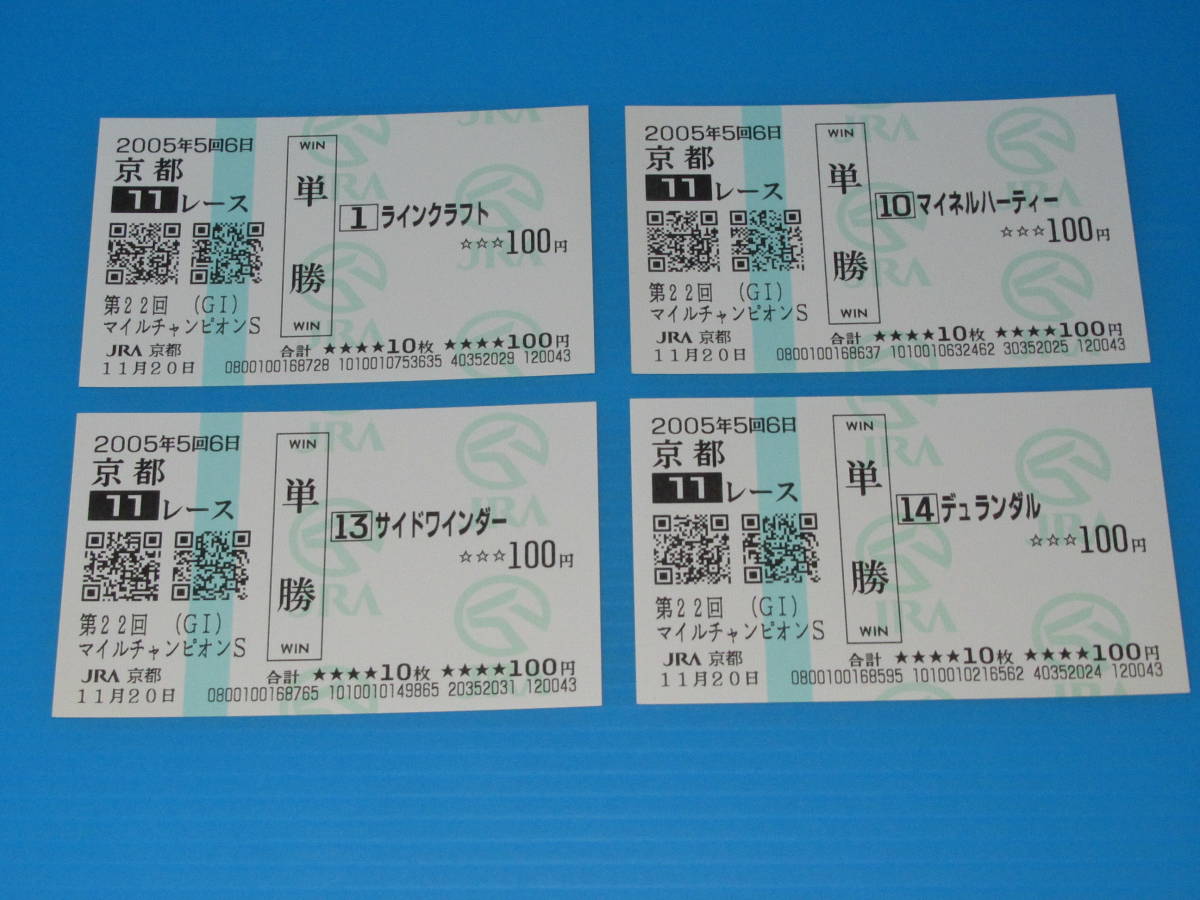 2005年5回6日
京都
11レース
第22回 (GⅠ)
マイルチャンピオンS
JRA 京都
11月20日
WIN
単勝
WIN
1 ラインクラフト
☆☆☆100円
合計 ★★★★10枚 ★★★★100円
0800100168728 1010010753635 40352029 120043
2005年5回6日
京都
11レース
第22回 (GⅠ)
マイルチャンピオンS
JRA 京都
11月20日
WIN
単勝
WIN
10 マイネルハーティー
☆☆☆100円
合計 ★★★★10枚 ★★★★100円
0800100168637 1010010632462 30352025 120043
2005年5回6日
京都
11レース
第22回 (GⅠ)
マイルチャンピオンS
JRA 京都
11月20日
WIN
単勝
WIN
13 サイドワインダー
☆☆☆100円
合計 ★★★★10枚 ★★★★100円
0800100168765 1010010149865 20352031 120043
2005年5回6日
京都
11レース
第22回 (GⅠ)
マイルチャンピオンS
JRA 京都
11月20日
WIN
単勝
WIN
14 デュランダル
☆☆☆100円
合計 ★★★★10枚 ★★★★100円
0800100168595 1010010216562 40352024 120043